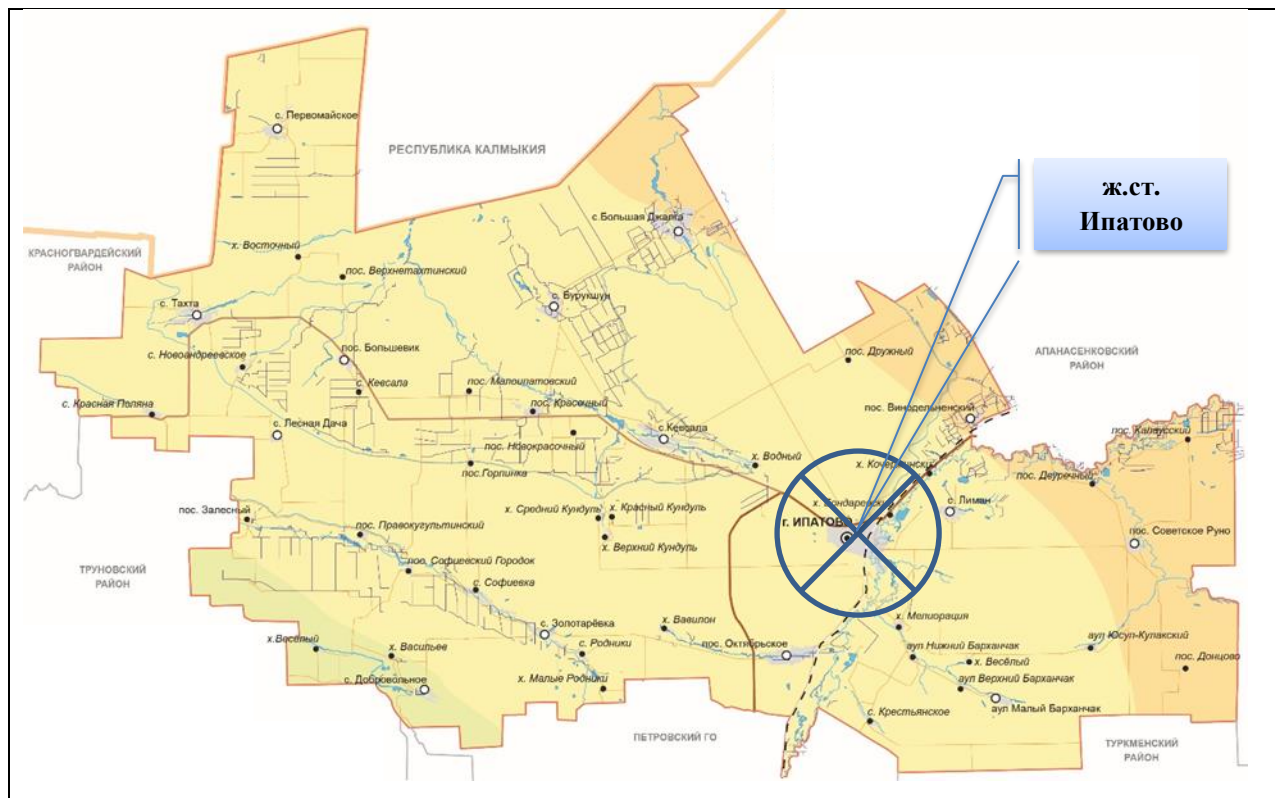 с. Первомайское
РЕСПУБЛИКА КАЛМЫКИЯ
ж.ст.
Ипатово
с.Большая Джалга
КРАСНОГВАРДЕЙСКИЙ
РАЙОН
х. Восточный
пос. Верхнетахтинский
с. Тахта
с. Бурукшун
с. Новоандреевское
пос. Большевик
пос. Дружный
АПАНАСЕНКОВСКИЙ
РАЙОН
с. Кевсала
пос. Малоипатовский
с. Красная Поляна
пос. Красочный
пос. Винодельненский
с. Лесная Дача
пос. Новокрасочный
с.Кевсала
пос. Калаусский
пос.Горлинка
х. Водный
х. Кочержинский
пос. Двуречный
пос. Залесный
х. Средний Кундуль
х. Красный Кундуль
х. Бондаревский
с. Лиман
г. ИПАТОВО
пос. Правокугультинский
х. Верхний Кундуль
пос. Советское Руно
ТРУНОВСКИЙ
РАЙОН
пос. Софиевский Городок
с. Софиевка
с. Золотарёвка
х. Вавилон
х. Мелиорация
х.Весёлый
х. Васильев
с. Родники
пос. Октябрьское
аул Нижний Барханчак
аул Юсуп-Кулакский
х. Весёлый
пос. Донцово
с. Добровольное
х. Малые Родники
аул Верхний Барханчак
аул Малый Барханчак
с. Крестьянское
ПЕТРОВСКИЙ ГО
ТУРКМЕНСКИЙ
РАЙОН